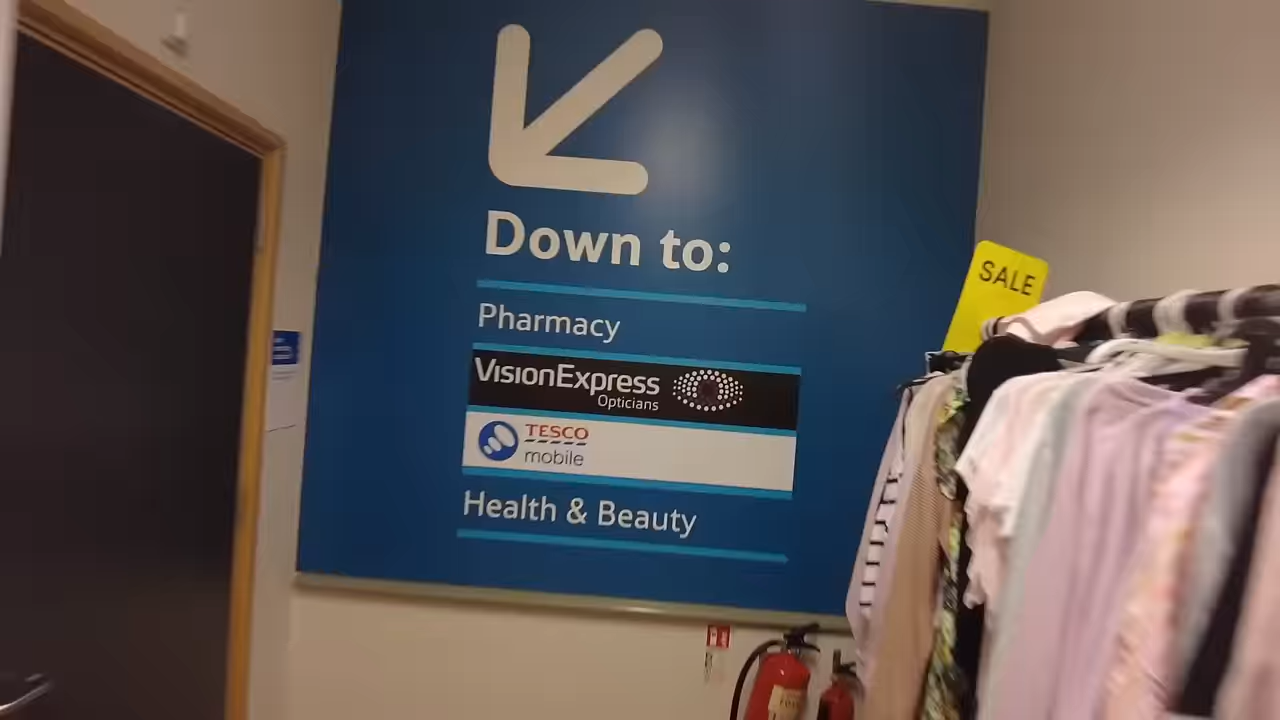 Down to:
Pharmacy
VisionExpress
Opticians
TESCO
mobile
Health & Beauty
SALE